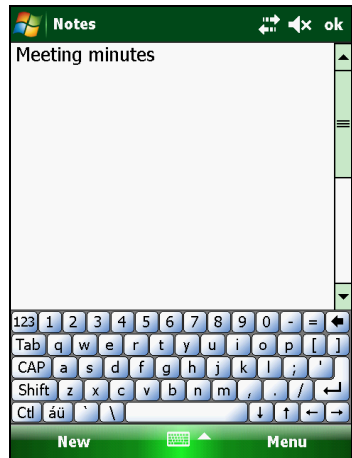 Notes ok
Meeting minutes
123 1 2 3 4 5 6 7 8 9 0 - =
Tab q w e r t y u i o p [ ]
CAP a s d f g h j k l ; '
Shift z x c v b n m , . /
Ctl áü ` \
New Menu